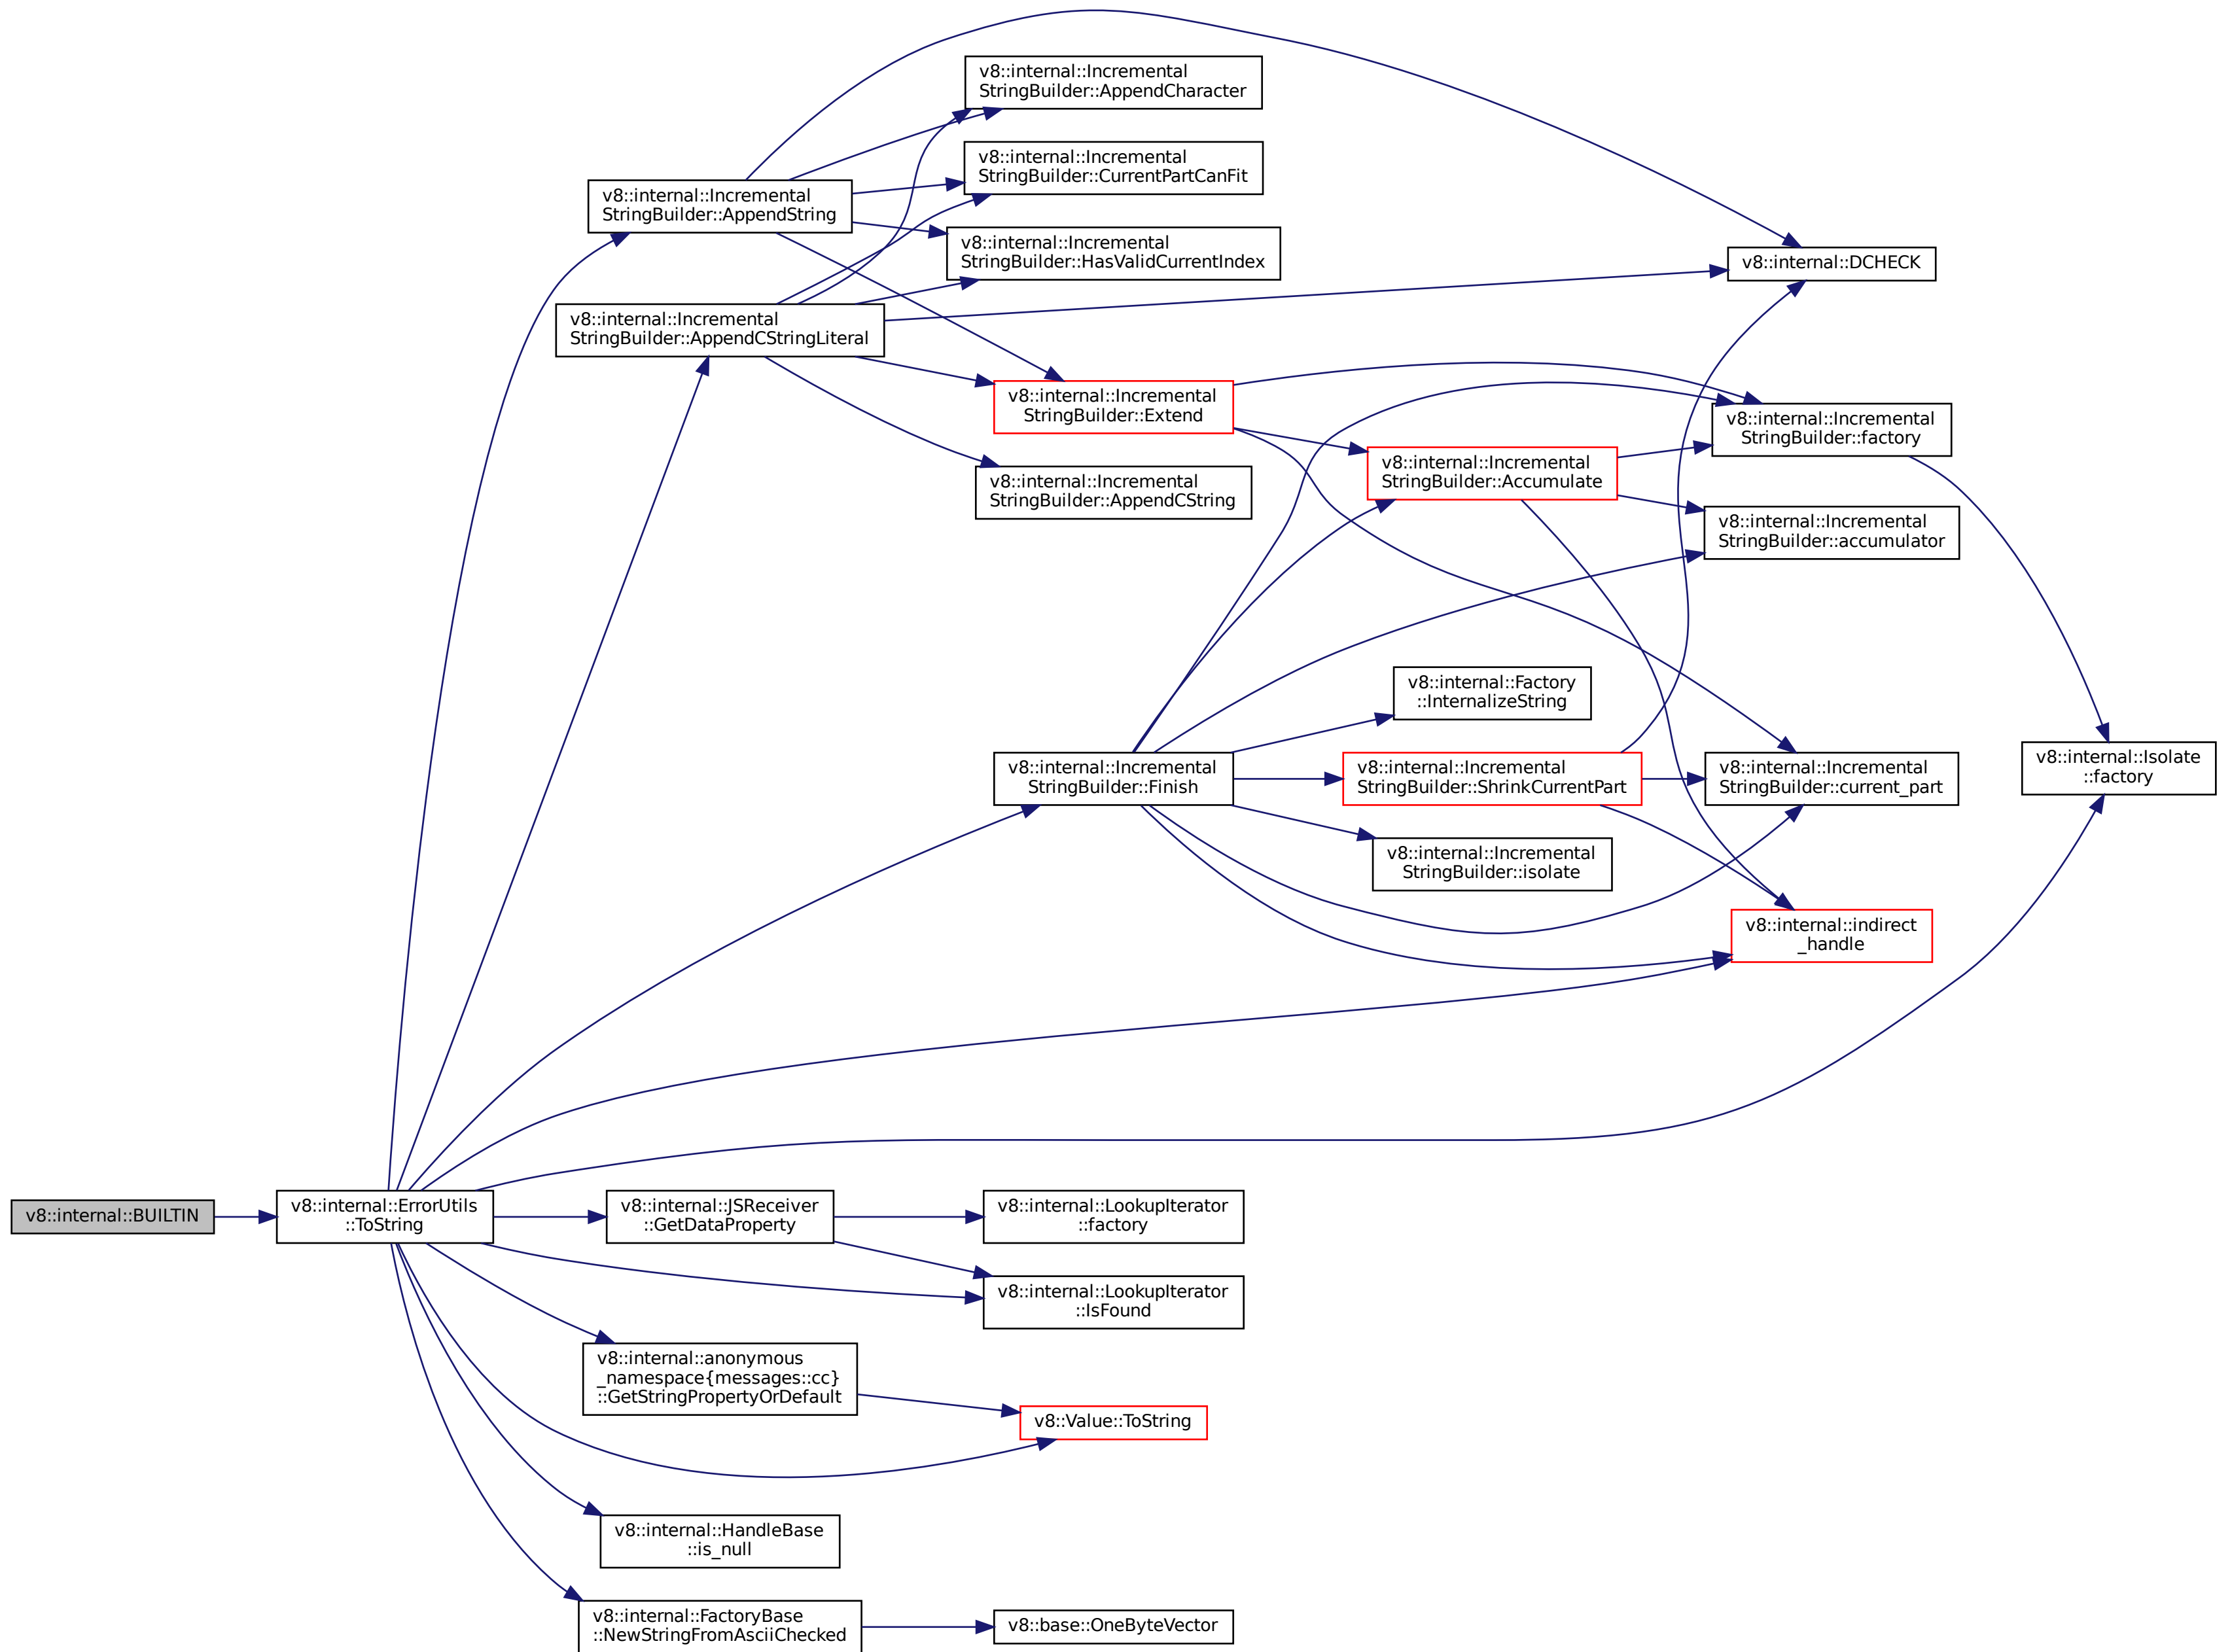 v8::internal::Incremental
StringBuilder::AppendCharacter
v8::internal::Incremental
StringBuilder::CurrentPartCanFit
v8::internal::Incremental
StringBuilder::AppendString
v8::internal::Incremental
StringBuilder::HasValidCurrentIndex
v8::internal::DCHECK
v8::internal::Incremental
StringBuilder::AppendCStringLiteral
v8::internal::Incremental
StringBuilder::Extend
v8::internal::Incremental
StringBuilder::factory
v8::internal::Incremental
StringBuilder::Accumulate
v8::internal::Incremental
StringBuilder::AppendCString
v8::internal::Incremental
StringBuilder::accumulator
v8::internal::Factory
::InternalizeString
v8::internal::Incremental
StringBuilder::Finish
v8::internal::Incremental
StringBuilder::ShrinkCurrentPart
v8::internal::Incremental
StringBuilder::current_part
v8::internal::Isolate
::factory
v8::internal::Incremental
StringBuilder::isolate
v8::internal::indirect
_handle
v8::internal::BUILTIN
v8::internal::ErrorUtils
::ToString
v8::internal::JSReceiver
::GetDataProperty
v8::internal::LookupIterator
::factory
v8::internal::LookupIterator
::IsFound
v8::internal::anonymous
_namespace{messages::cc}
::GetStringPropertyOrDefault
v8::Value::ToString
v8::internal::HandleBase
::is_null
v8::internal::FactoryBase
::NewStringFromAsciiChecked
v8::base::OneByteVector